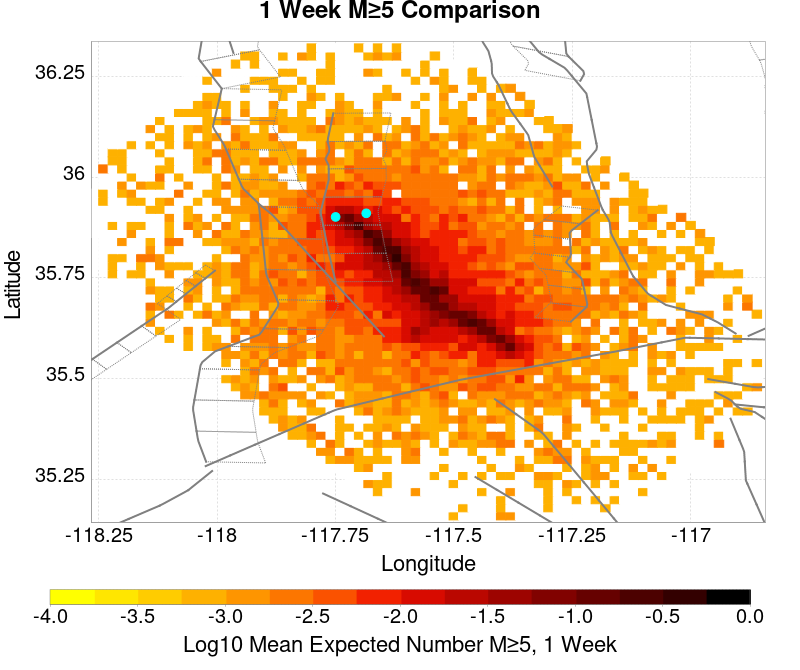 1 Week M≥5 Comparison
36.25
36
35.75
35.5
35.25
Latitude
-118.25 -118 -117.75 -117.5 -117.25 -117
Longitude
-4.0 -3.5 -3.0 -2.5 -2.0 -1.5 -1.0 -0.5 0.0
Log10 Mean Expected Number M≥5, 1 Week